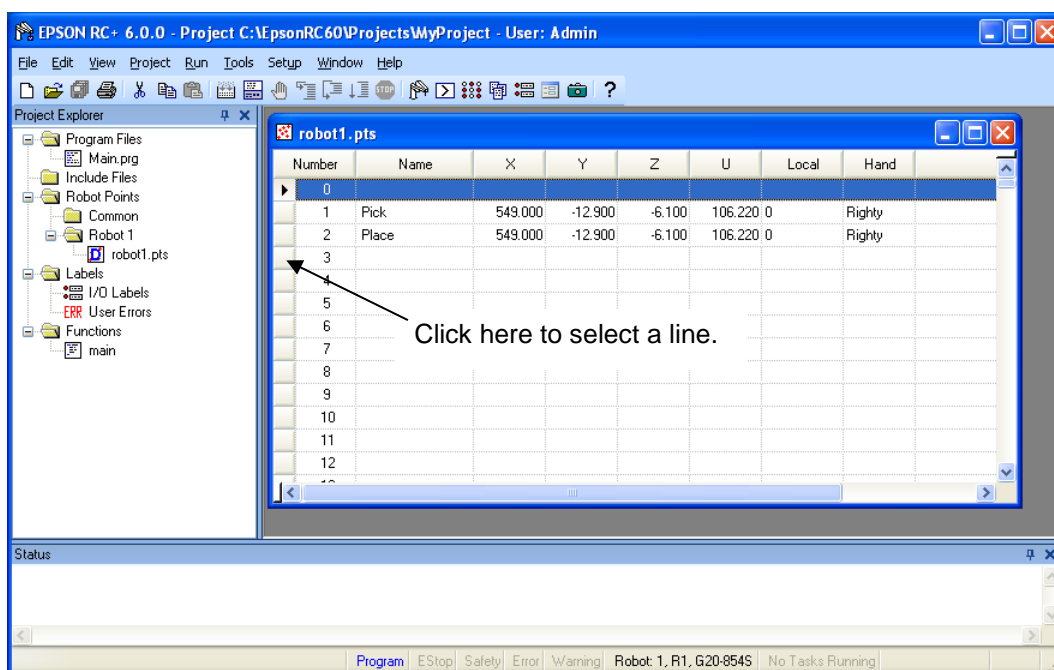 EPSON RC+ 6.0.0 - Project C:\EpsonRC60\Projects\MyProject - User: Admin
File Edit View Project Run Tools Setup Window Help
Project Explorer
Program Files
Main.prg
Include Files
Robot Points
Common
Robot 1
robot1.pts
Labels
I/O Labels
ERR User Errors
Functions
main
robot1.pts
Number Name X Y Z U Local Hand
0
1 Pick 549.000 -12.900 -6.100 106.220 0 Righty
2 Place 549.000 -12.900 -6.100 106.220 0 Righty
3
4
5
6
7
8
9
10
11
12
Click here to select a line.
Status
Program EStop Safety Error Warning Robot: 1, R1, G20-854S No Tasks Running